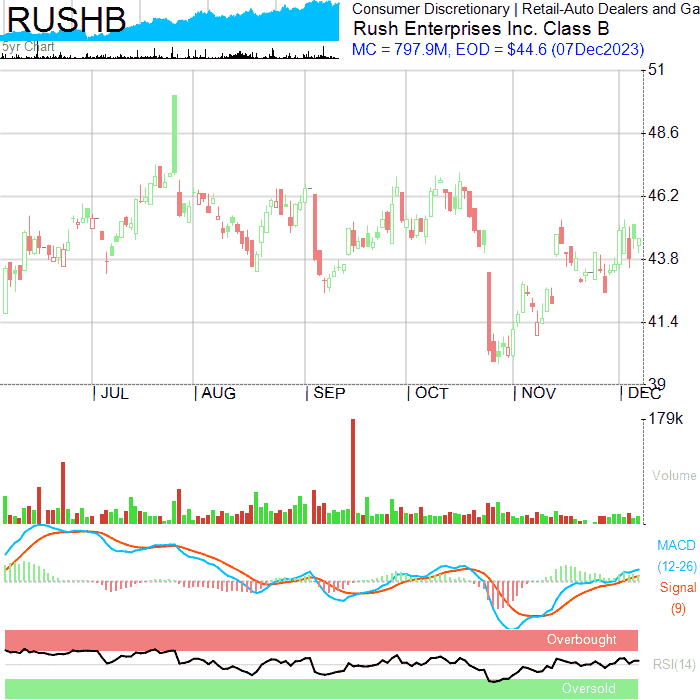 RUSHB
5yr Chart
Consumer Discretionary | Retail-Auto Dealers and Ga
Rush Enterprises Inc. Class B
MC = 797.9M, EOD = $44.6 (07Dec2023)
51
48.6
46.2
43.8
41.4
39
| JUL | AUG | SEP | OCT | NOV | DEC
179k
Volume
MACD
(12-26)
Signal
(9)
Overbought
RSI(14)
Oversold